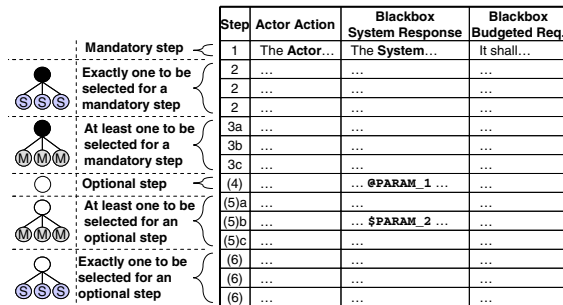 Step Actor Action Blackbox System Response Blackbox Budgeted Req.
Mandatory step 1 The Actor… The System… It shall…
Exactly one to be selected for a mandatory step
S S S
2 … … …
2 … … …
2 … … …
At least one to be selected for a mandatory step
M M M
3a … … …
3b … … …
3c … … …
Optional step (4) … … @PARAM_1 … …
At least one to be selected for an optional step
M M M
(5)a … … …
(5)b … … $PARAM_2 … …
(5)c … … …
Exactly one to be selected for an optional step
S S S
(6) … … …
(6) … … …
(6) … … …